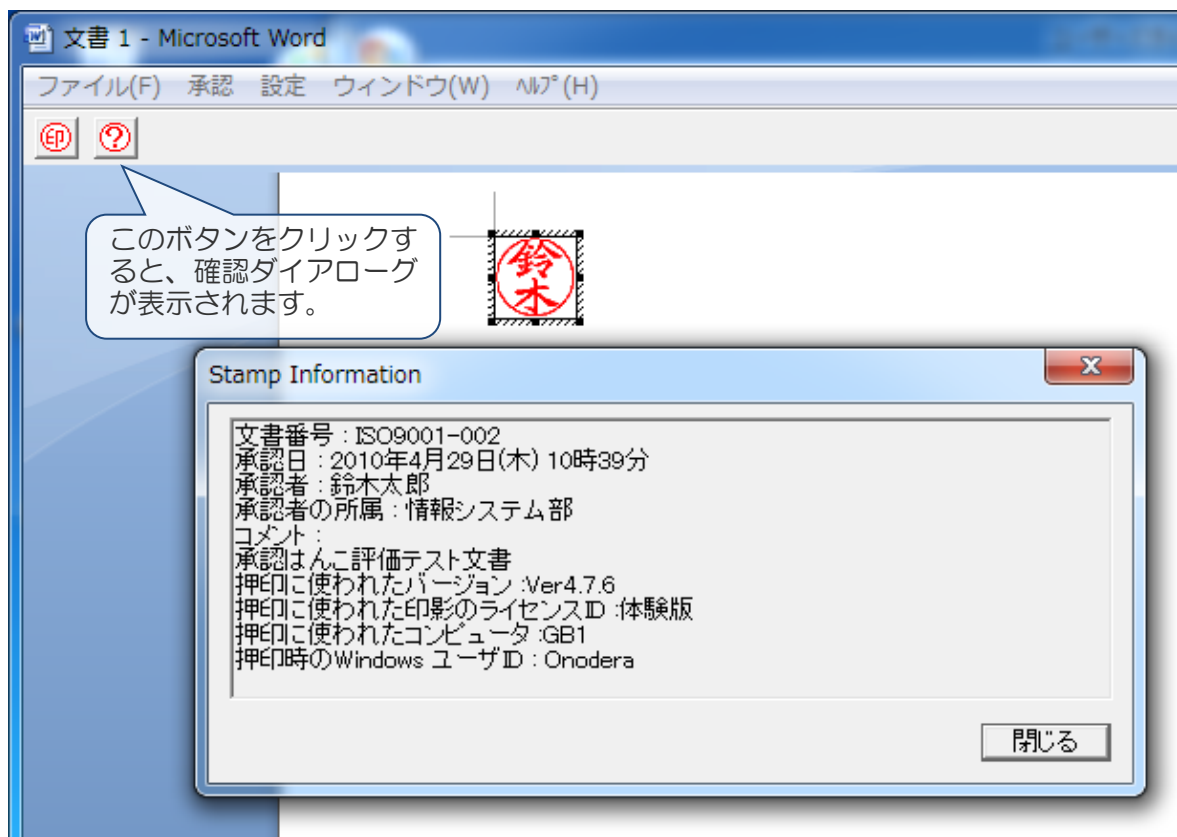 文書 1 - Microsoft Word
ファイル(F) 承認 設定 ウィンドウ(W) ﾍﾙﾌﾟ(H)
印 ?
このボタンをクリックす
ると、確認ダイアローグ
が表示されます。
鈴
木
Stamp Information
x
文書番号：ISO9001-002
承認日：2010年4月29日(木) 10時39分
承認者：鈴木太郎
承認者の所属：情報システム部
コメント：
承認はんこ評価テスト文書
押印に使われたバージョン :Ver4.7.6
押印に使われた印影のライセンスID :体験版
押印に使われたコンピュータ :GB1
押印時のWindows ユーザID：Onodera
閉じる